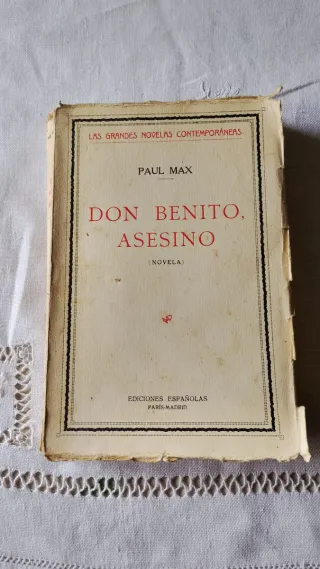 LAS GRANDES NOVELAS CONTEMPORÁNEAS
PAUL MAX
DON BENITO,
ASESINO
(NOVELA)
EDICIONES ESPAÑOLAS
PARÍS-MADRID